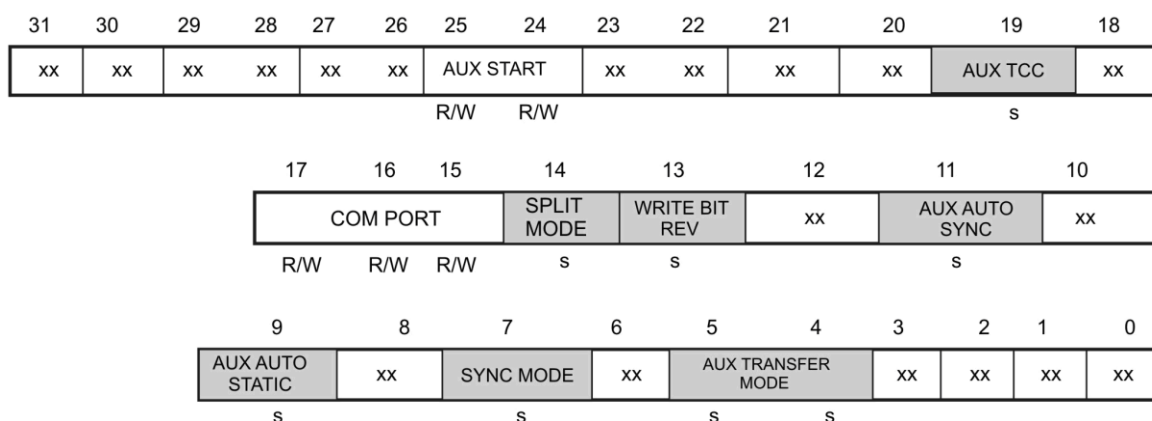 31 30 29 28 27 26 25 24 23 22 21 20 19 18
xx xx xx xx xx xx AUX START xx xx xx xx AUX TCC xx
R/W R/W s
17 16 15 14 13 12 11 10
COM PORT SPLIT MODE WRITE BIT REV xx AUX AUTO SYNC xx
R/W R/W R/W s s s
9 8 7 6 5 4 3 2 1 0
AUX AUTO STATIC xx SYNC MODE xx AUX TRANSFER MODE xx xx xx xx
s s s s